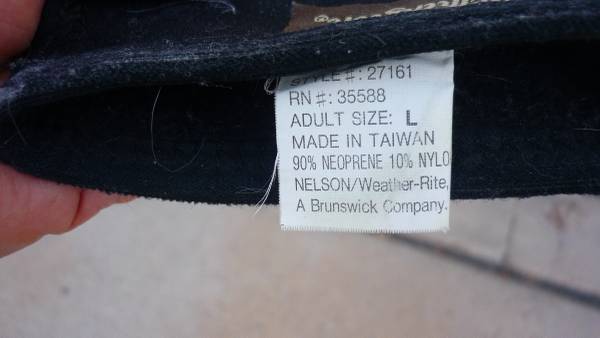 STYLE #: 27161
RN #: 35588
ADULT SIZE: L
MADE IN TAIWAN
90% NEOPRENE 10% NYLO
NELSON/Weather-Rite,
A Brunswick Company.